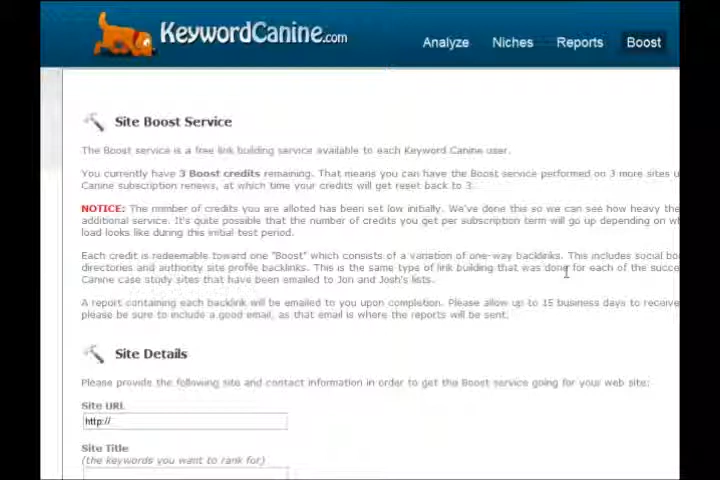 KeywordCanine.com
Analyze Niches Reports Boost
Site Boost Service
The Boost service is a free link building service available to each Keyword Canine user.
You currently have 3 Boost credits remaining. That means you can have the Boost service performed on 3 more sites u
Canine subscription renews, at which time your credits will get reset back to 3.
NOTICE: The number of credits you are alloted has been set low initially. We've done this so we can see how heavy the
additional service. It's quite possible that the number of credits you get per subscription term will go up depending on wh
load looks like during this initial test period.
Each credit is redeemable toward one "Boost" which consists of a variation of one-way backlinks. This includes social boo
directories and authority site profile backlinks. This is the same type of link building that was done for each of the succe
Canine case study sites that have been emailed to Jon and Josh's lists.
A report containing each backlink will be emailed to you upon completion. Please allow up to 15 business days to receive
please be sure to include a good email, as that email is where the reports will be sent.
Site Details
Please provide the following site and contact information in order to get the Boost service going for your web site:
Site URL
http://
Site Title
(the keywords you want to rank for)